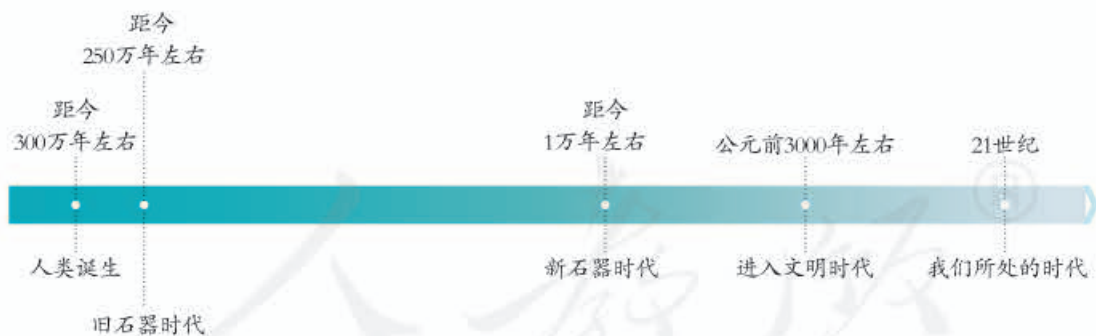 距今
250万年左右
距今
300万年左右
距今
1万年左右
公元前3000年左右
21世纪
人类诞生
旧石器时代
新石器时代
进入文明时代
我们所处的时代
人教版
®